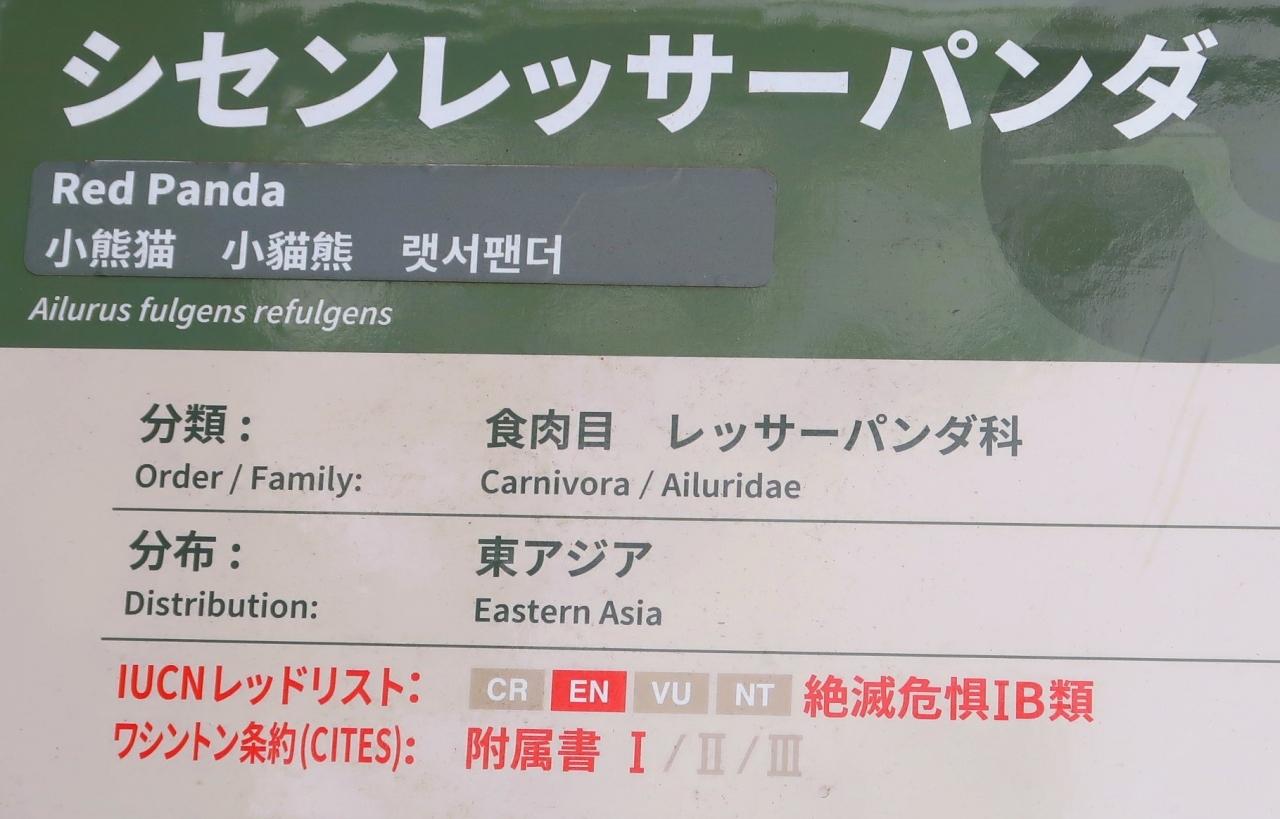 シセンレッサーパンダ
Red Panda
小熊猫　小貓熊　랫서팬더
Ailurus fulgens refulgens
分類：　食肉目　レッサーパンダ科
Order / Family:　Carnivora / Ailuridae
分布：　東アジア
Distribution:　Eastern Asia
IUCNレッドリスト：　CR EN VU NT 絶滅危惧IB類
ワシントン条約(CITES)：　附属書 Ⅰ / Ⅱ / Ⅲ